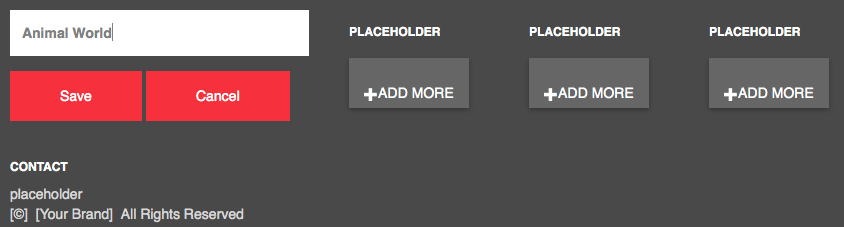 Animal World
Save Cancel
PLACEHOLDER PLACEHOLDER PLACEHOLDER
+ADD MORE +ADD MORE +ADD MORE
CONTACT
placeholder
[©] [Your Brand] All Rights Reserved